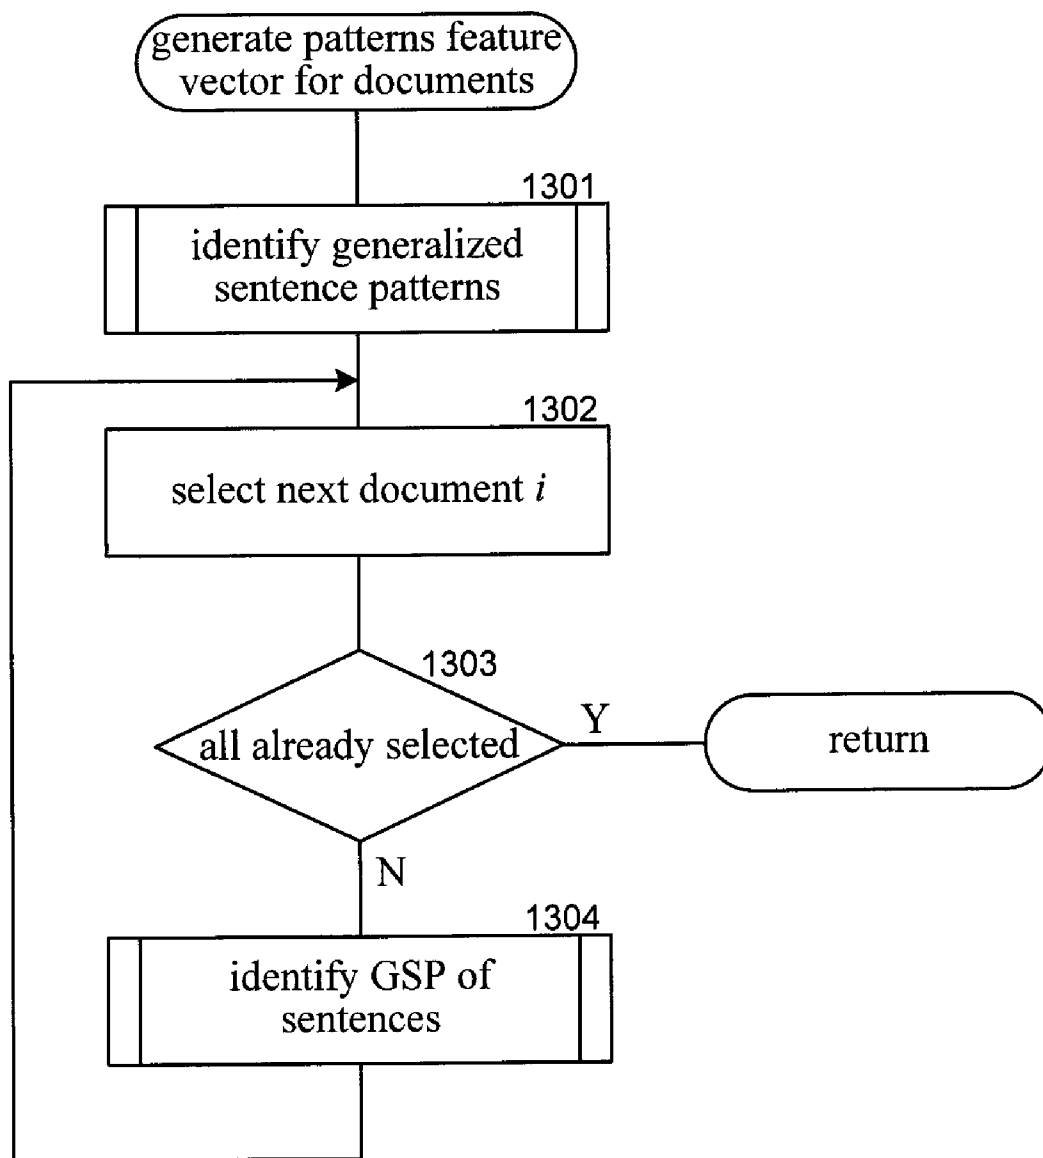 generate patterns feature
vector for documents
1301
identify generalized
sentence patterns
1302
select next document i
1303
all already selected
Y
return
N
1304
identify GSP of
sentences